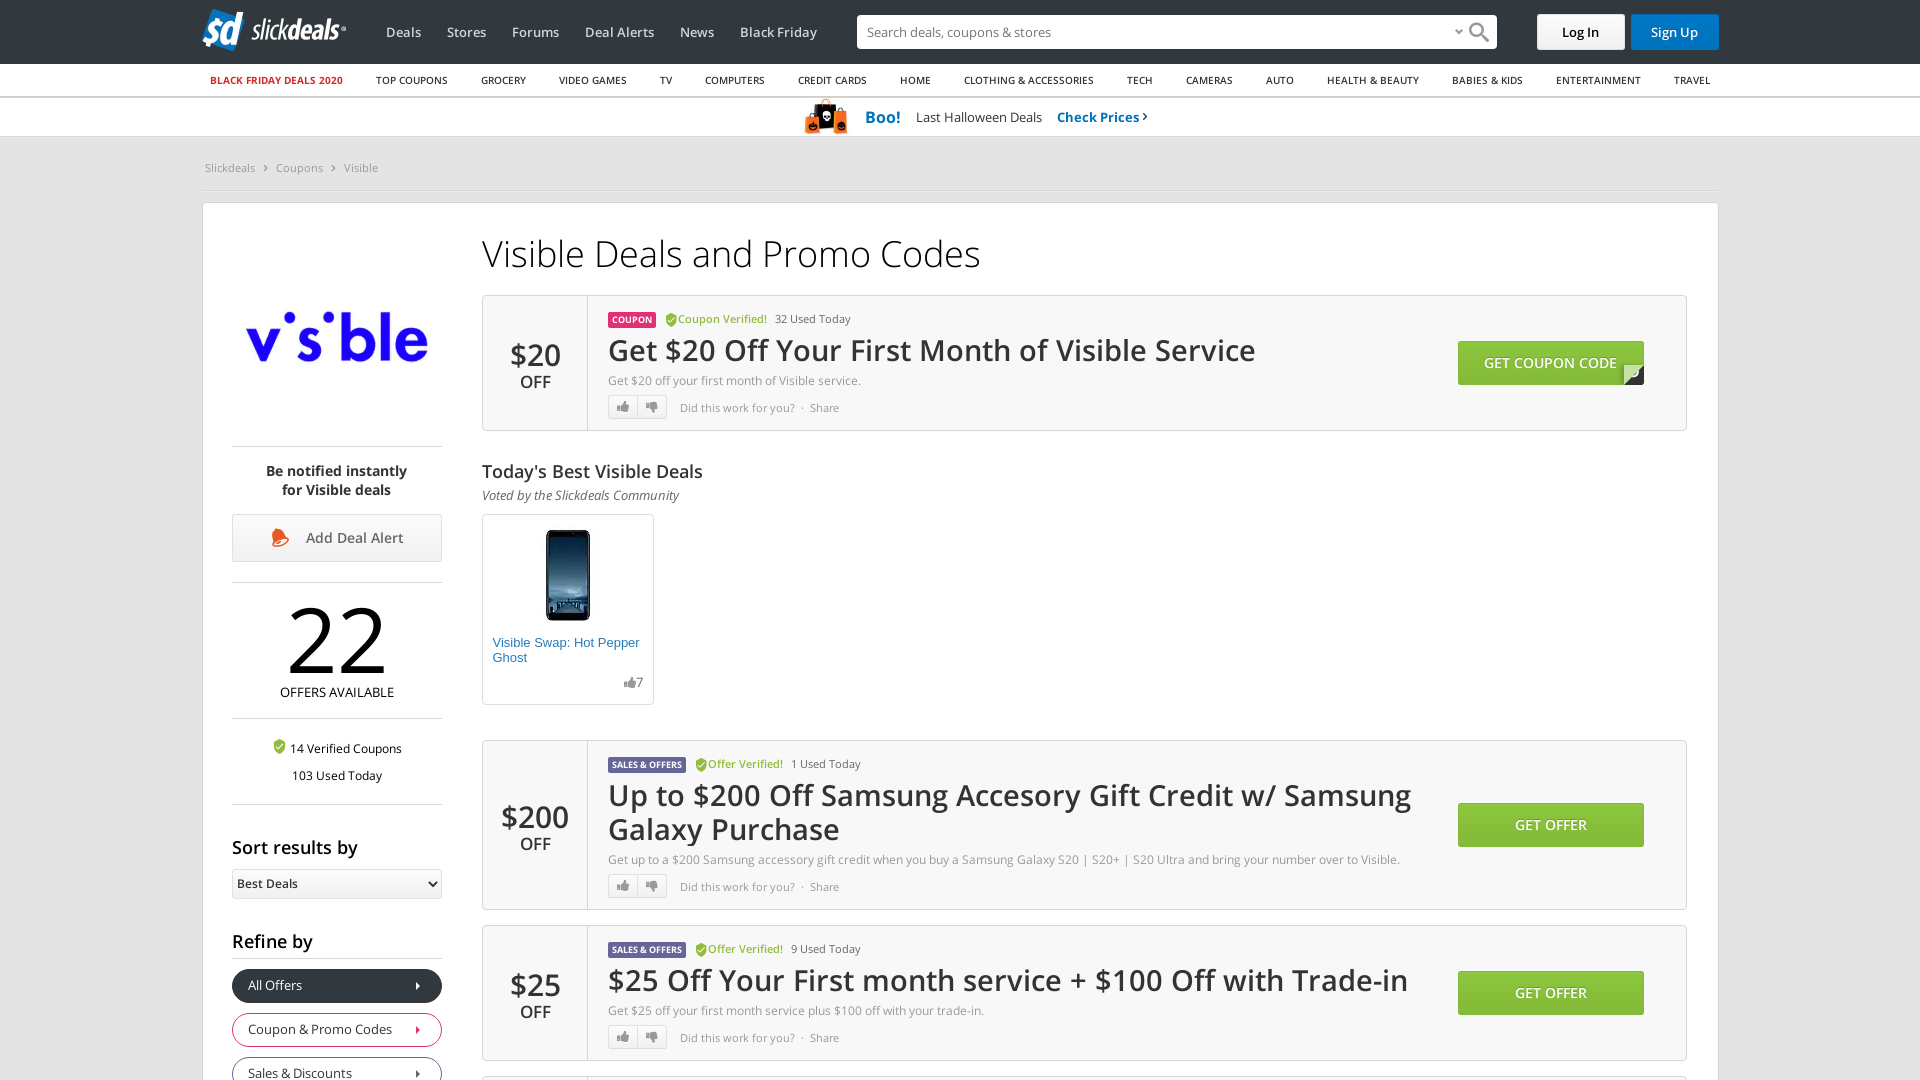 slickdeals
Deals
Stores
Forums
Deal Alerts
News
Black Friday
Search deals, coupons & stores
Log In
Sign Up
BLACK FRIDAY DEALS 2020
TOP COUPONS
GROCERY
VIDEO GAMES
TV
COMPUTERS
CREDIT CARDS
HOME
CLOTHING & ACCESSORIES
TECH
CAMERAS
AUTO
HEALTH & BEAUTY
BABIES & KIDS
ENTERTAINMENT
TRAVEL
Boo! Last Halloween Deals Check Prices
Slickdeals
Coupons
Visible
visible
Be notified instantly
for Visible deals
Add Deal Alert
22
OFFERS AVAILABLE
14 Verified Coupons
103 Used Today
Sort results by
Best Deals
Refine by
All Offers
Coupon & Promo Codes
Sales & Discounts
Visible Deals and Promo Codes
$20
OFF
COUPON Coupon Verified! 32 Used Today
Get $20 Off Your First Month of Visible Service
Get $20 off your first month of Visible service.
Did this work for you? · Share
GET COUPON CODE
Today's Best Visible Deals
Voted by the Slickdeals Community
Visible Swap: Hot Pepper
Ghost
7
$200
OFF
SALES & OFFERS Offer Verified! 1 Used Today
Up to $200 Off Samsung Accesory Gift Credit w/ Samsung
Galaxy Purchase
Get up to a $200 Samsung accessory gift credit when you buy a Samsung Galaxy S20 | S20+ | S20 Ultra and bring your number over to Visible.
Did this work for you? · Share
GET OFFER
$25
OFF
SALES & OFFERS Offer Verified! 9 Used Today
$25 Off Your First month service + $100 Off with Trade-in
Get $25 off your first month service plus $100 off with your trade-in.
Did this work for you? · Share
GET OFFER